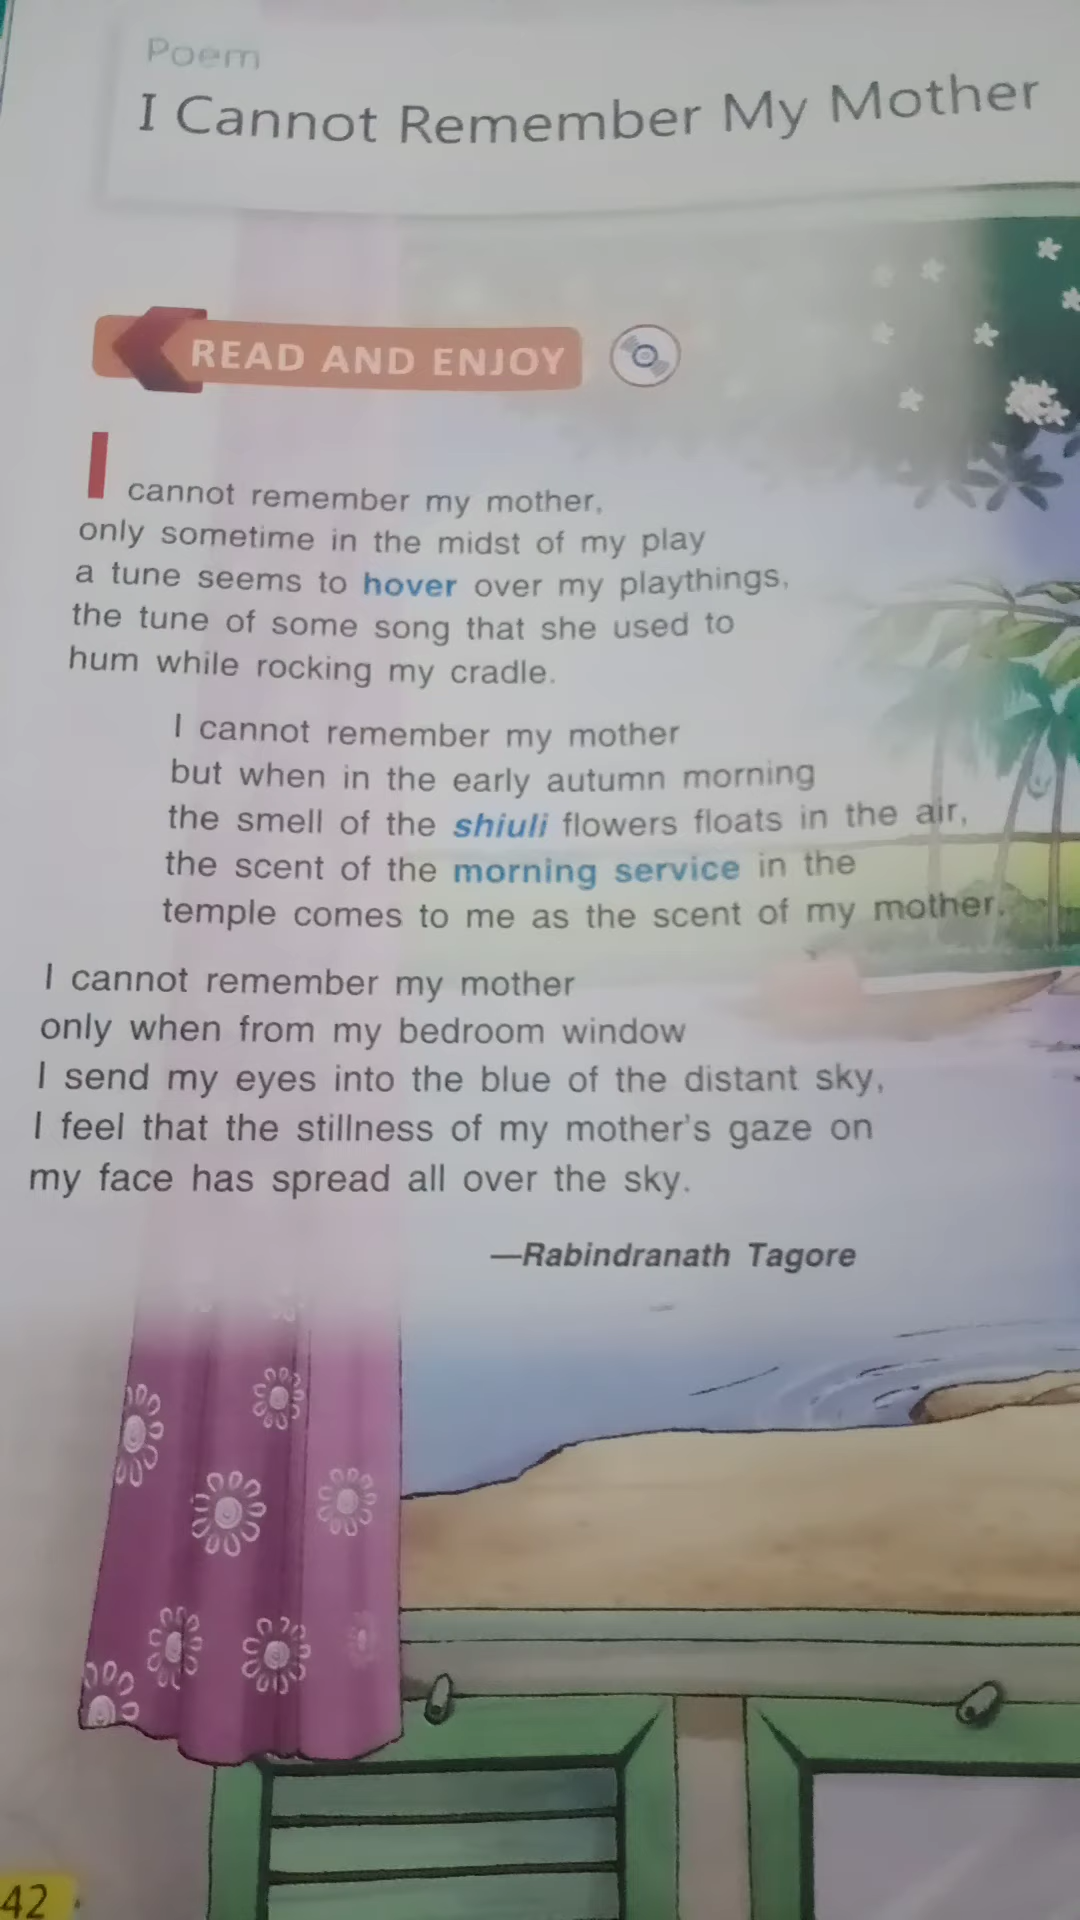 Poem
I Cannot Remember My Mother
READ AND ENJOY
I cannot remember my mother,
only sometime in the midst of my play
a tune seems to hover over my playthings,
the tune of some song that she used to
hum while rocking my cradle.
I cannot remember my mother
but when in the early autumn morning
the smell of the shiuli flowers floats in the air,
the scent of the morning service in the
temple comes to me as the scent of my mother.
I cannot remember my mother
only when from my bedroom window
I send my eyes into the blue of the distant sky,
I feel that the stillness of my mother's gaze on
my face has spread all over the sky.
—Rabindranath Tagore
42